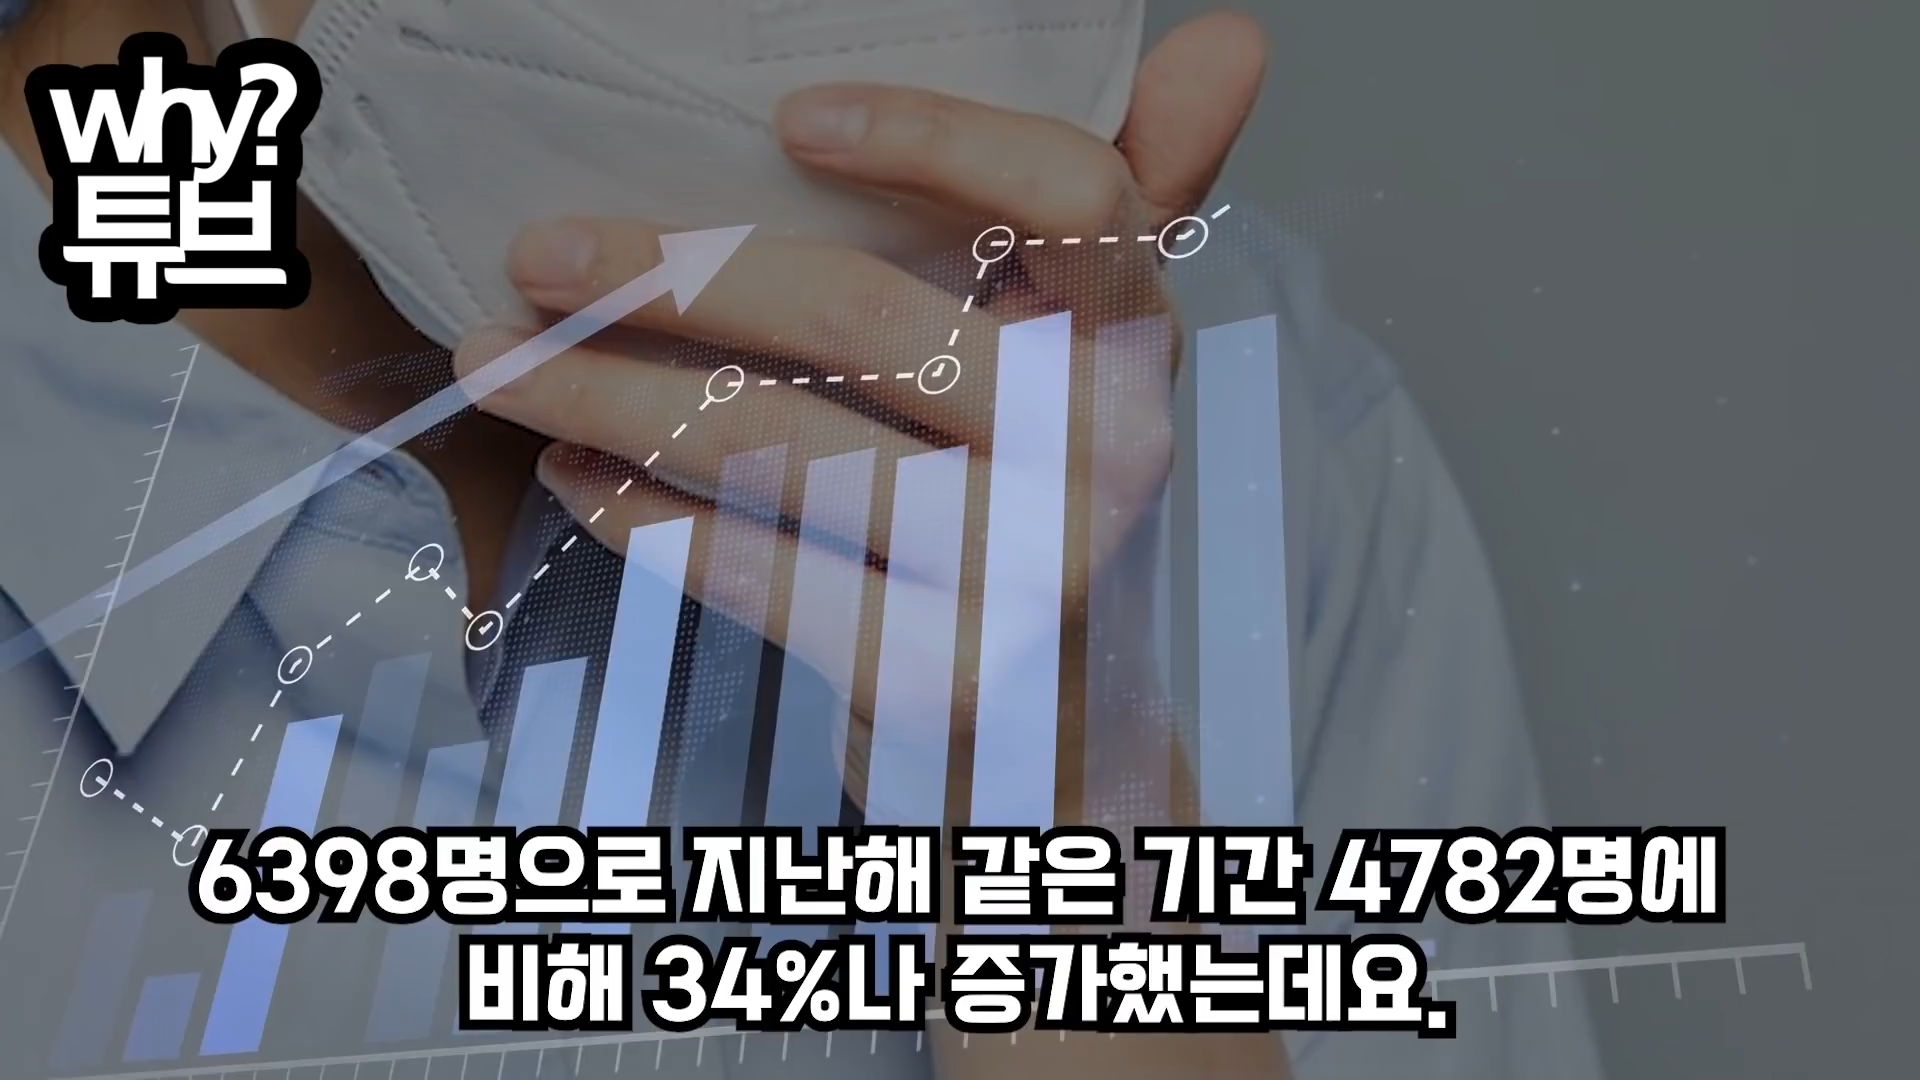 why?
튜브
6398명으로 지난해 같은 기간 4782명에
비해 34%나 증가했는데요.